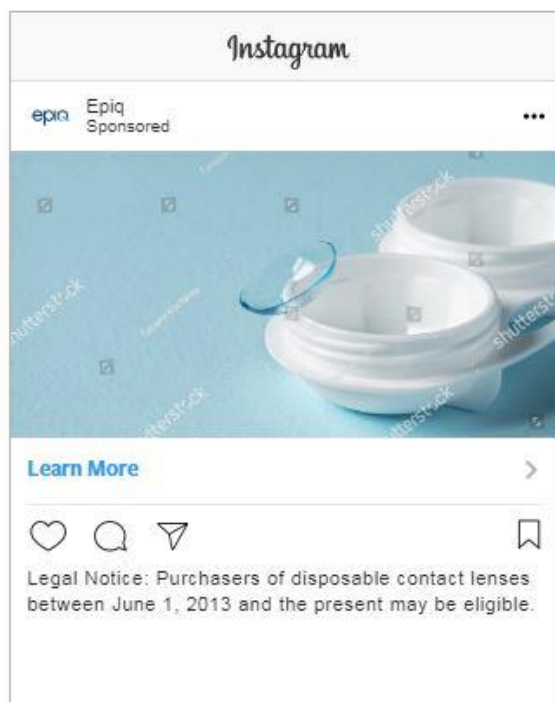 Instagram
epiq
Epiq
Sponsored
shutterstock
shutterstock
shutterstock
shutterstock
shutterstock
Learn More
Legal Notice: Purchasers of disposable contact lenses
between June 1, 2013 and the present may be eligible.